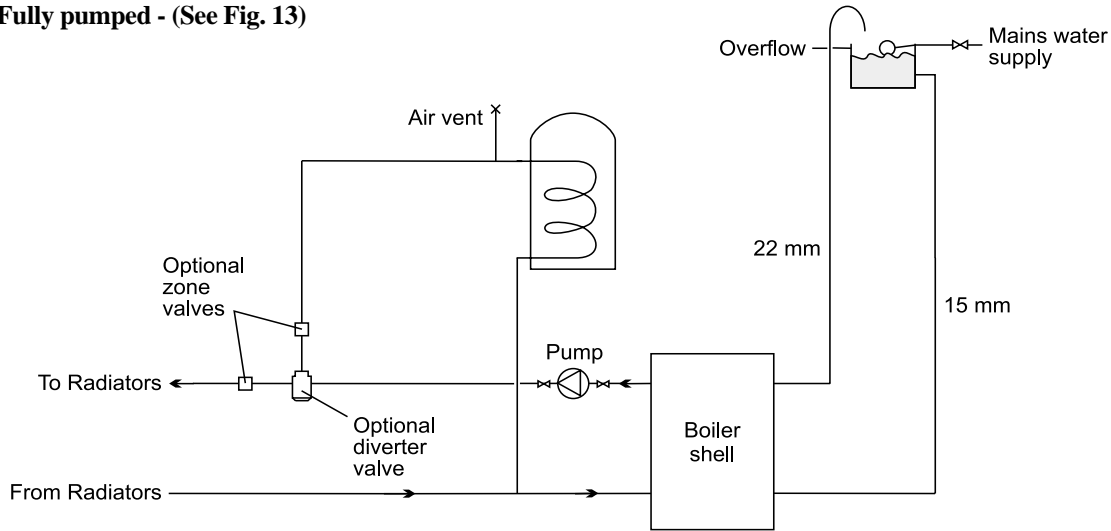 Fully pumped - (See Fig. 13)
Overflow
Mains water
supply
Air vent
22 mm
Optional
zone
valves
15 mm
Pump
To Radiators
Optional
diverter
valve
Boiler
shell
From Radiators